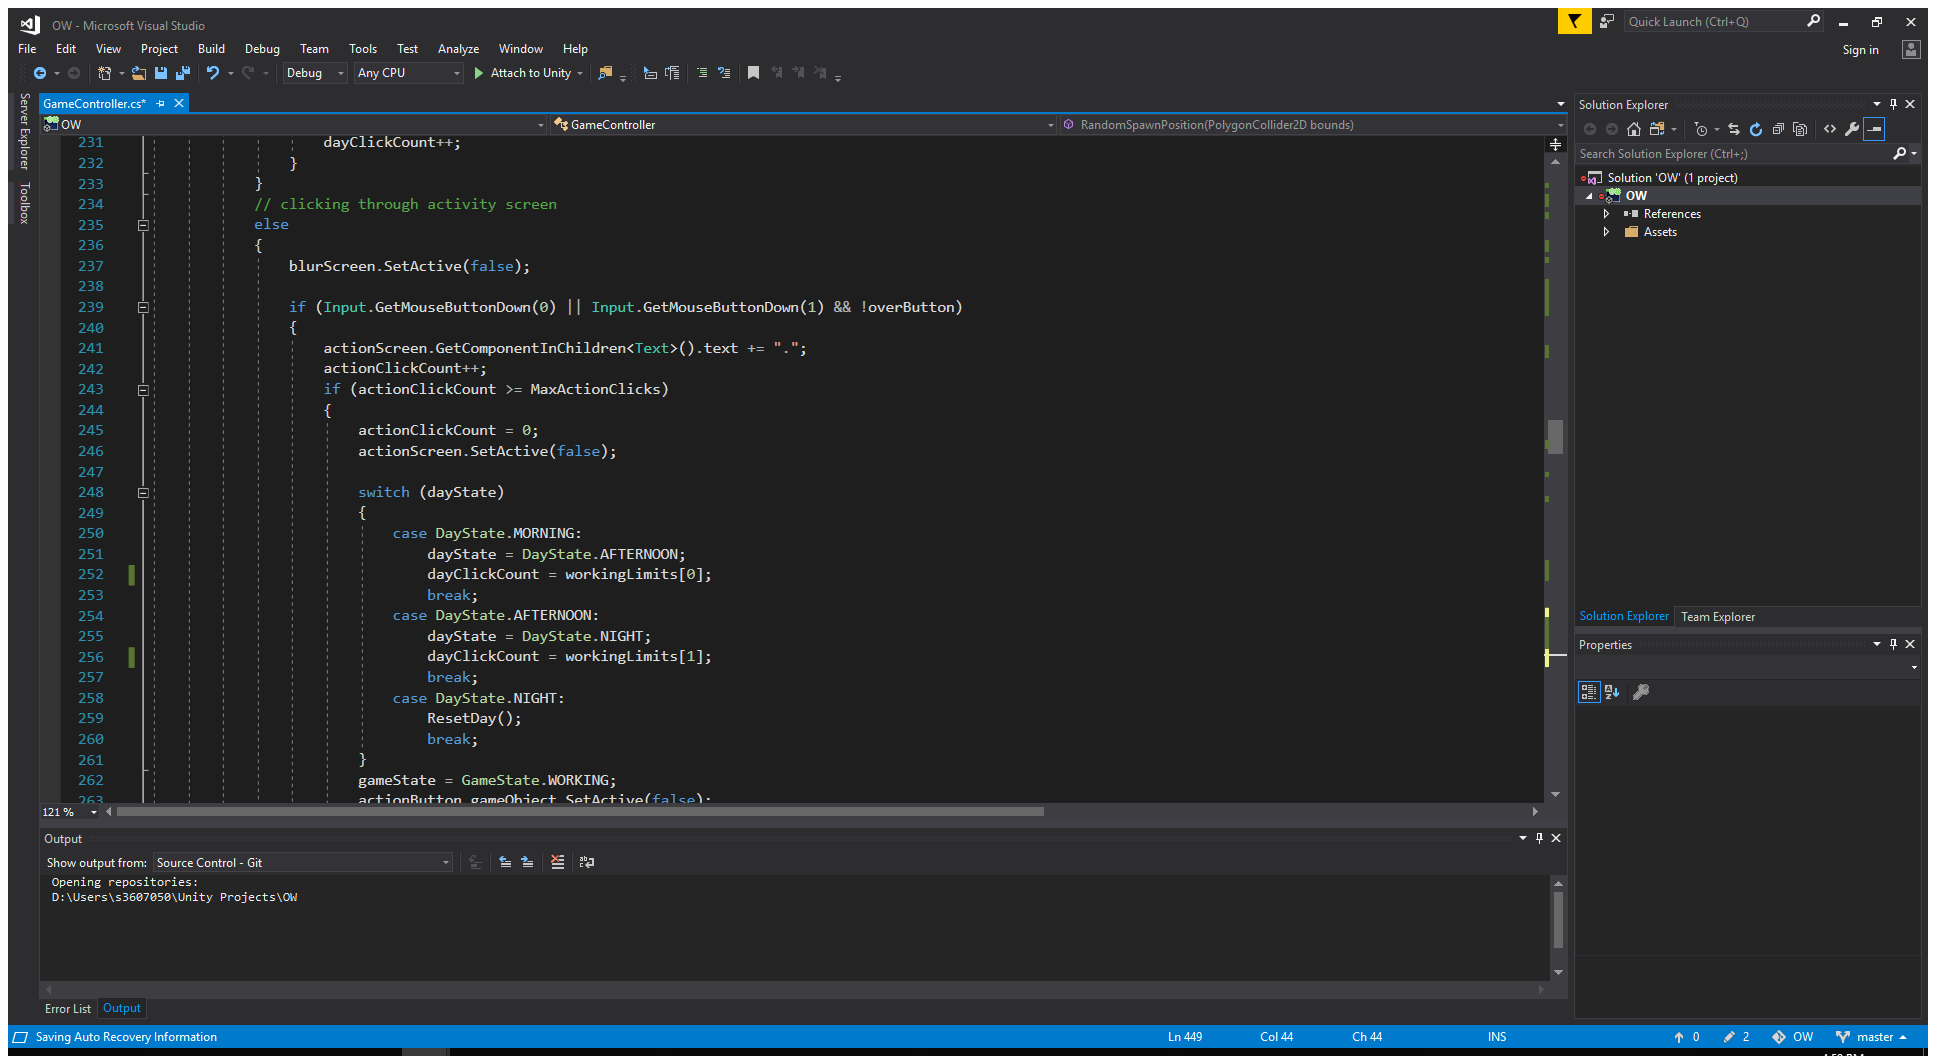 OW - Microsoft Visual Studio
Quick Launch (Ctrl+Q)
File Edit View Project Build Debug Team Tools Test Analyze Window Help
Sign in
Debug Any CPU Attach to Unity
Server Explorer
Toolbox
GameController.cs*
OW GameController RandomSpawnPosition(PolygonCollider2D bounds)
231 dayClickCount++;
232 }
233 }
234 // clicking through activity screen
235 else
236 {
237 blurScreen.SetActive(false);
238
239 if (Input.GetMouseButtonDown(0) || Input.GetMouseButtonDown(1) && !overButton)
240 {
241 actionScreen.GetComponentInChildren<Text>().text += ".";
242 actionClickCount++;
243 if (actionClickCount >= MaxActionClicks)
244 {
245 actionClickCount = 0;
246 actionScreen.SetActive(false);
247
248 switch (dayState)
249 {
250 case DayState.MORNING:
251 dayState = DayState.AFTERNOON;
252 dayClickCount = workingLimits[0];
253 break;
254 case DayState.AFTERNOON:
255 dayState = DayState.NIGHT;
256 dayClickCount = workingLimits[1];
257 break;
258 case DayState.NIGHT:
259 ResetDay();
260 break;
261 }
262 gameState = GameState.WORKING;
263 actionButton.gameObject.SetActive(false);
121 %
Output
Show output from: Source Control - Git
Opening repositories:
D:\Users\s3607050\Unity Projects\OW
Error List Output
Solution Explorer
Search Solution Explorer (Ctrl+;)
Solution 'OW' (1 project)
OW
References
Assets
Solution Explorer Team Explorer
Properties
Saving Auto Recovery Information Ln 449 Col 44 Ch 44 INS 0 2 OW master